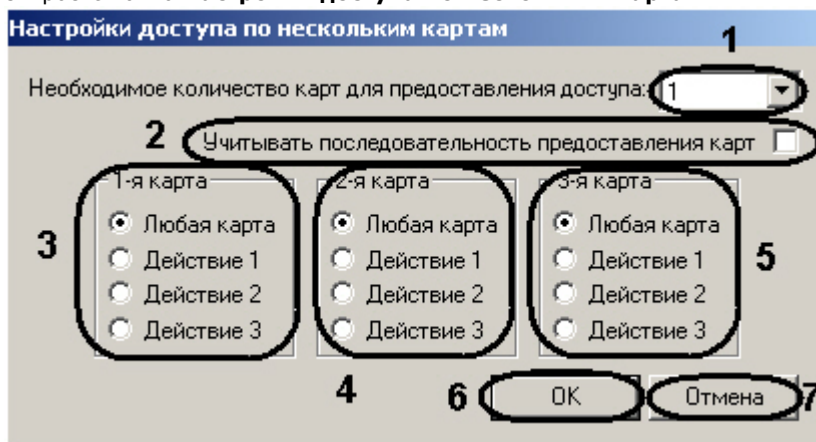 Настройки доступа по нескольким картам
1
Необходимое количество карт для предоставления доступа: 1
2 Учитывать последовательность предоставления карт
1-я карта 2-я карта 3-я карта
Любая карта Любая карта Любая карта
3 Действие 1 Действие 1 Действие 1 5
Действие 2 Действие 2 Действие 2
Действие 3 Действие 3 Действие 3
4 6 OK Отмена 7